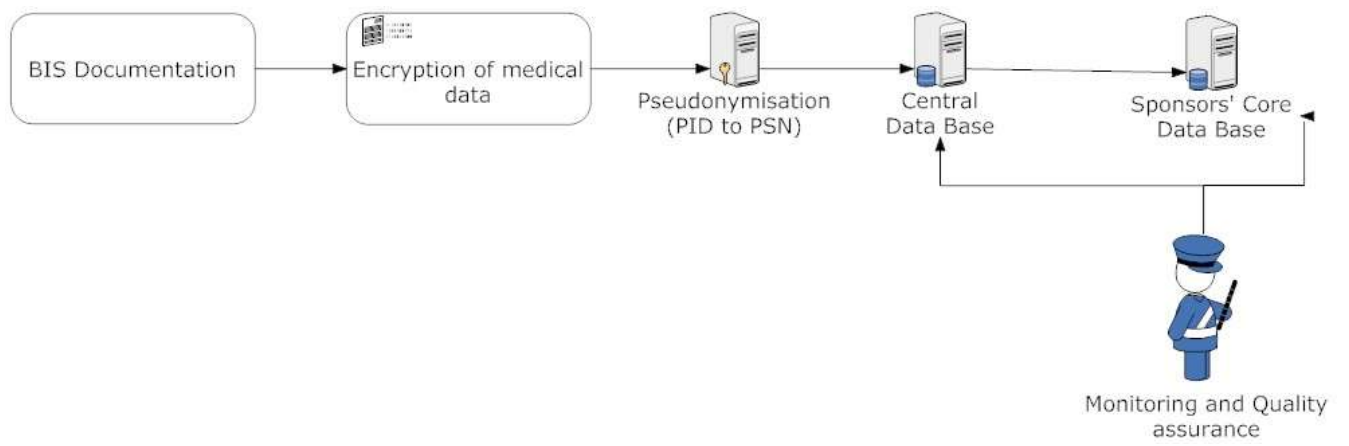 BIS Documentation
Encryption of medical
data
Pseudonymisation
(PID to PSN)
Central
Data Base
Sponsors' Core
Data Base
Monitoring and Quality
assurance